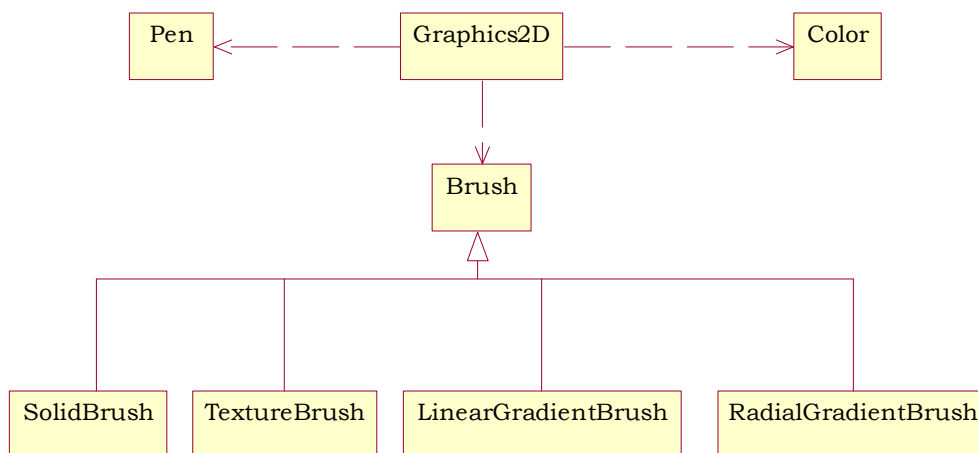 Pen
Graphics2D
Color
Brush
SolidBrush
TextureBrush
LinearGradientBrush
RadialGradientBrush